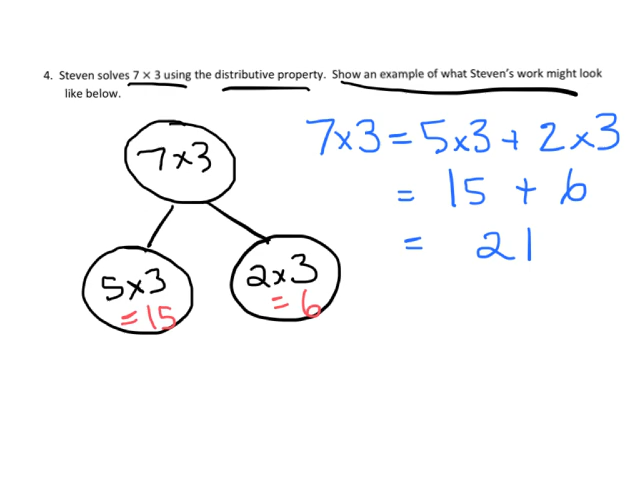 4. Steven solves 7 × 3 using the distributive property. Show an example of what Steven's work might look
like below.
7x3 = 5x3 + 2x3
= 15 + 6
= 21
7x3
5x3
= 15
2x3
= 6